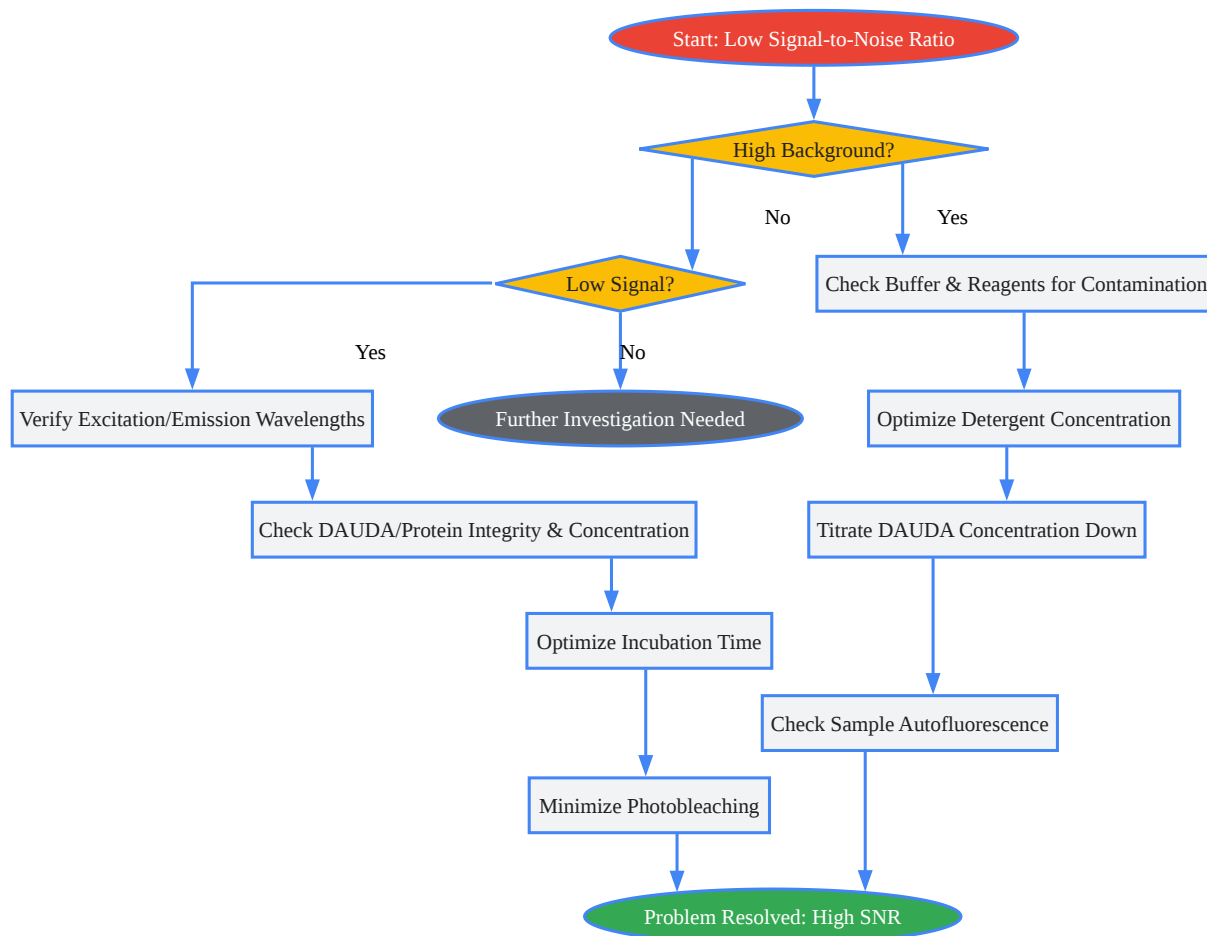 Start: Low Signal-to-Noise Ratio
High Background?
No
Yes
Low Signal?
Check Buffer & Reagents for Contamination
Yes
No
Verify Excitation/Emission Wavelengths
Further Investigation Needed
Optimize Detergent Concentration
Check DAUDA/Protein Integrity & Concentration
Titrate DAUDA Concentration Down
Optimize Incubation Time
Check Sample Autofluorescence
Minimize Photobleaching
Problem Resolved: High SNR